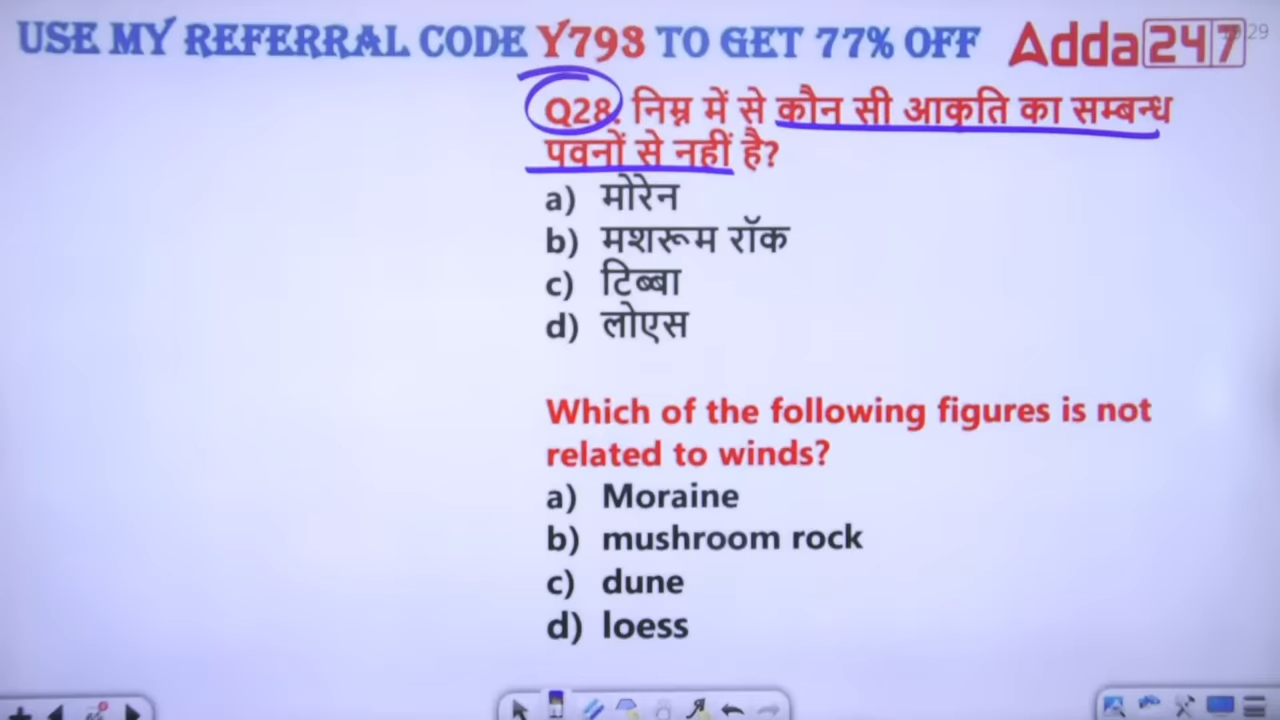 USE MY REFERRAL CODE Y793 TO GET 77% OFF
Adda247
Q28. निम्न में से कौन सी आकृति का सम्बन्ध
पवनों से नहीं है?
a) मोरेन
b) मशरूम रॉक
c) टिब्बा
d) लोएस
Which of the following figures is not
related to winds?
a) Moraine
b) mushroom rock
c) dune
d) loess